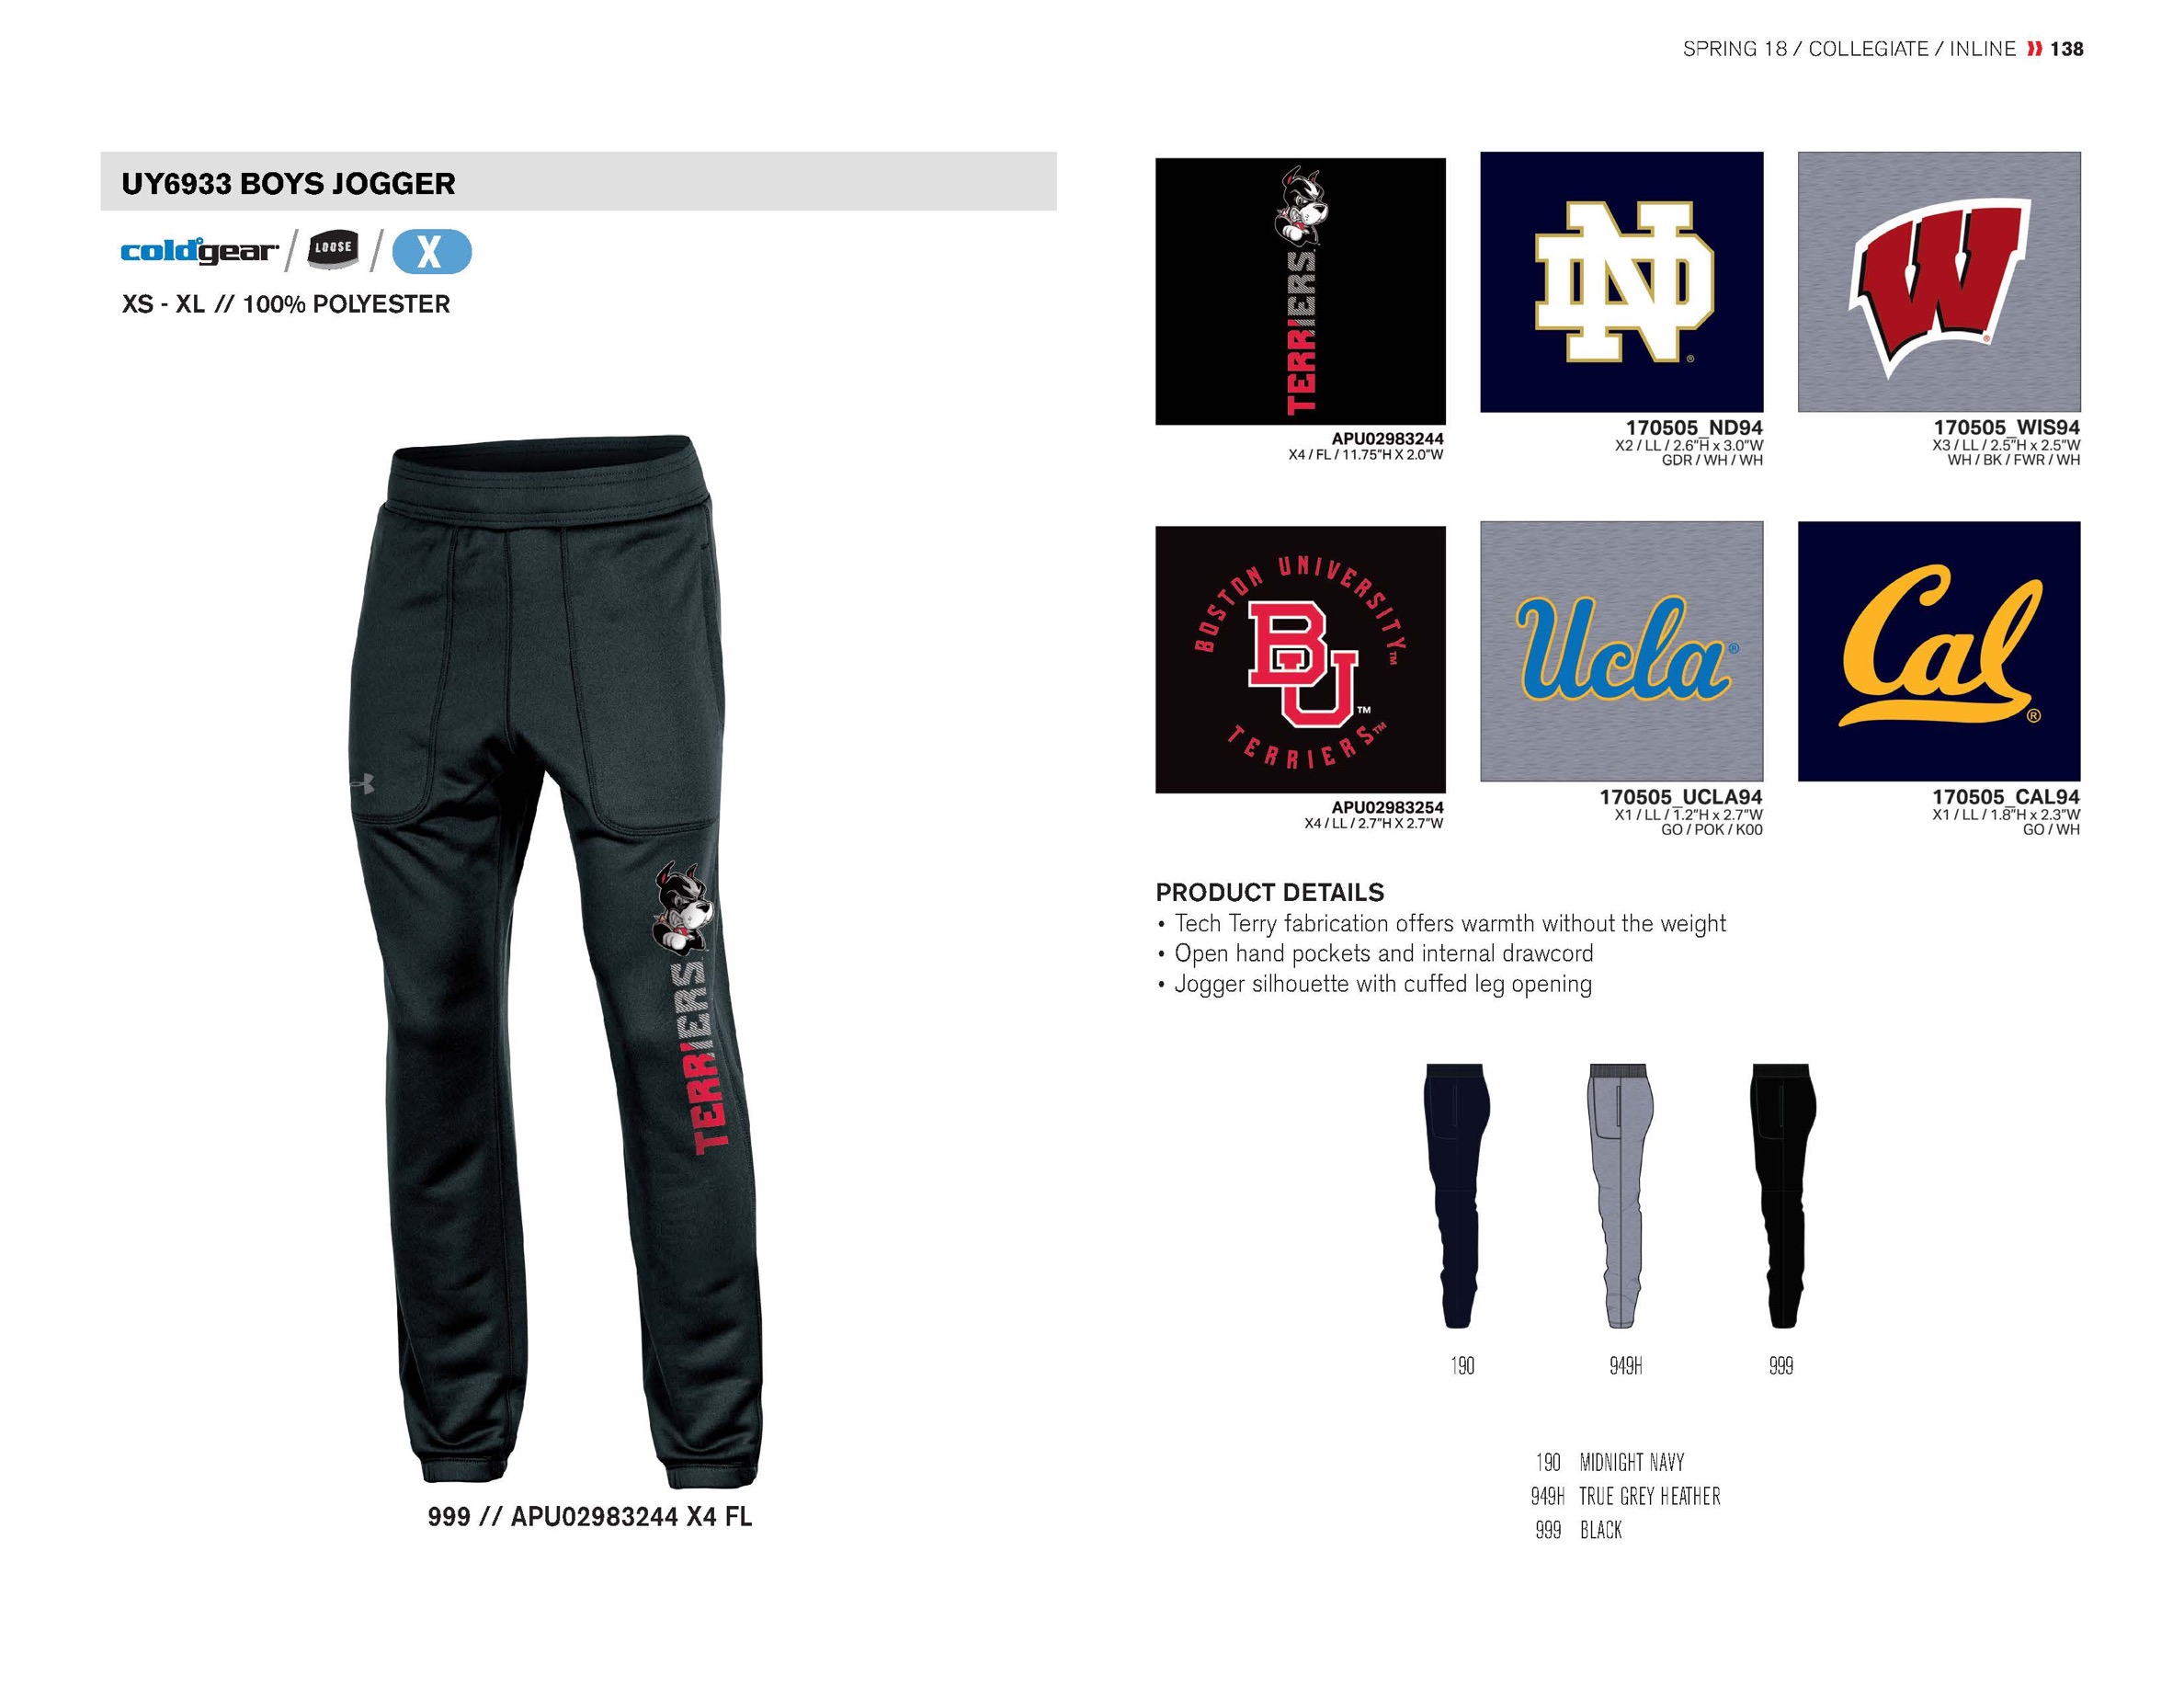 SPRING 18 / COLLEGIATE / INLINE 138
UY6933 BOYS JOGGER
coldgear / LOOSE / X
XS - XL // 100% POLYESTER
TERRIERS
999 // APU02983244 X4 FL
TERRIERS
APU02983244
X4 / FL / 11.75"H X 2.0"W
ND ®
170505_ND94
X2 / LL / 2.6"H x 3.0"W
GDR / WH / WH
W ®
170505_WIS94
X3 / LL / 2.5"H x 2.5"W
WH / BK / FWR / WH
BOSTON UNIVERSITY™
BU™
TERRIERS™
APU02983254
X4 / LL / 2.7"H X 2.7"W
Ucla®
170505_UCLA94
X1 / LL / 1.2"H x 2.7"W
GO / POK / K00
Cal®
170505_CAL94
X1 / LL / 1.8"H x 2.3"W
GO / WH
PRODUCT DETAILS
• Tech Terry fabrication offers warmth without the weight
• Open hand pockets and internal drawcord
• Jogger silhouette with cuffed leg opening
190 949H 999
190 MIDNIGHT NAVY
949H TRUE GREY HEATHER
999 BLACK